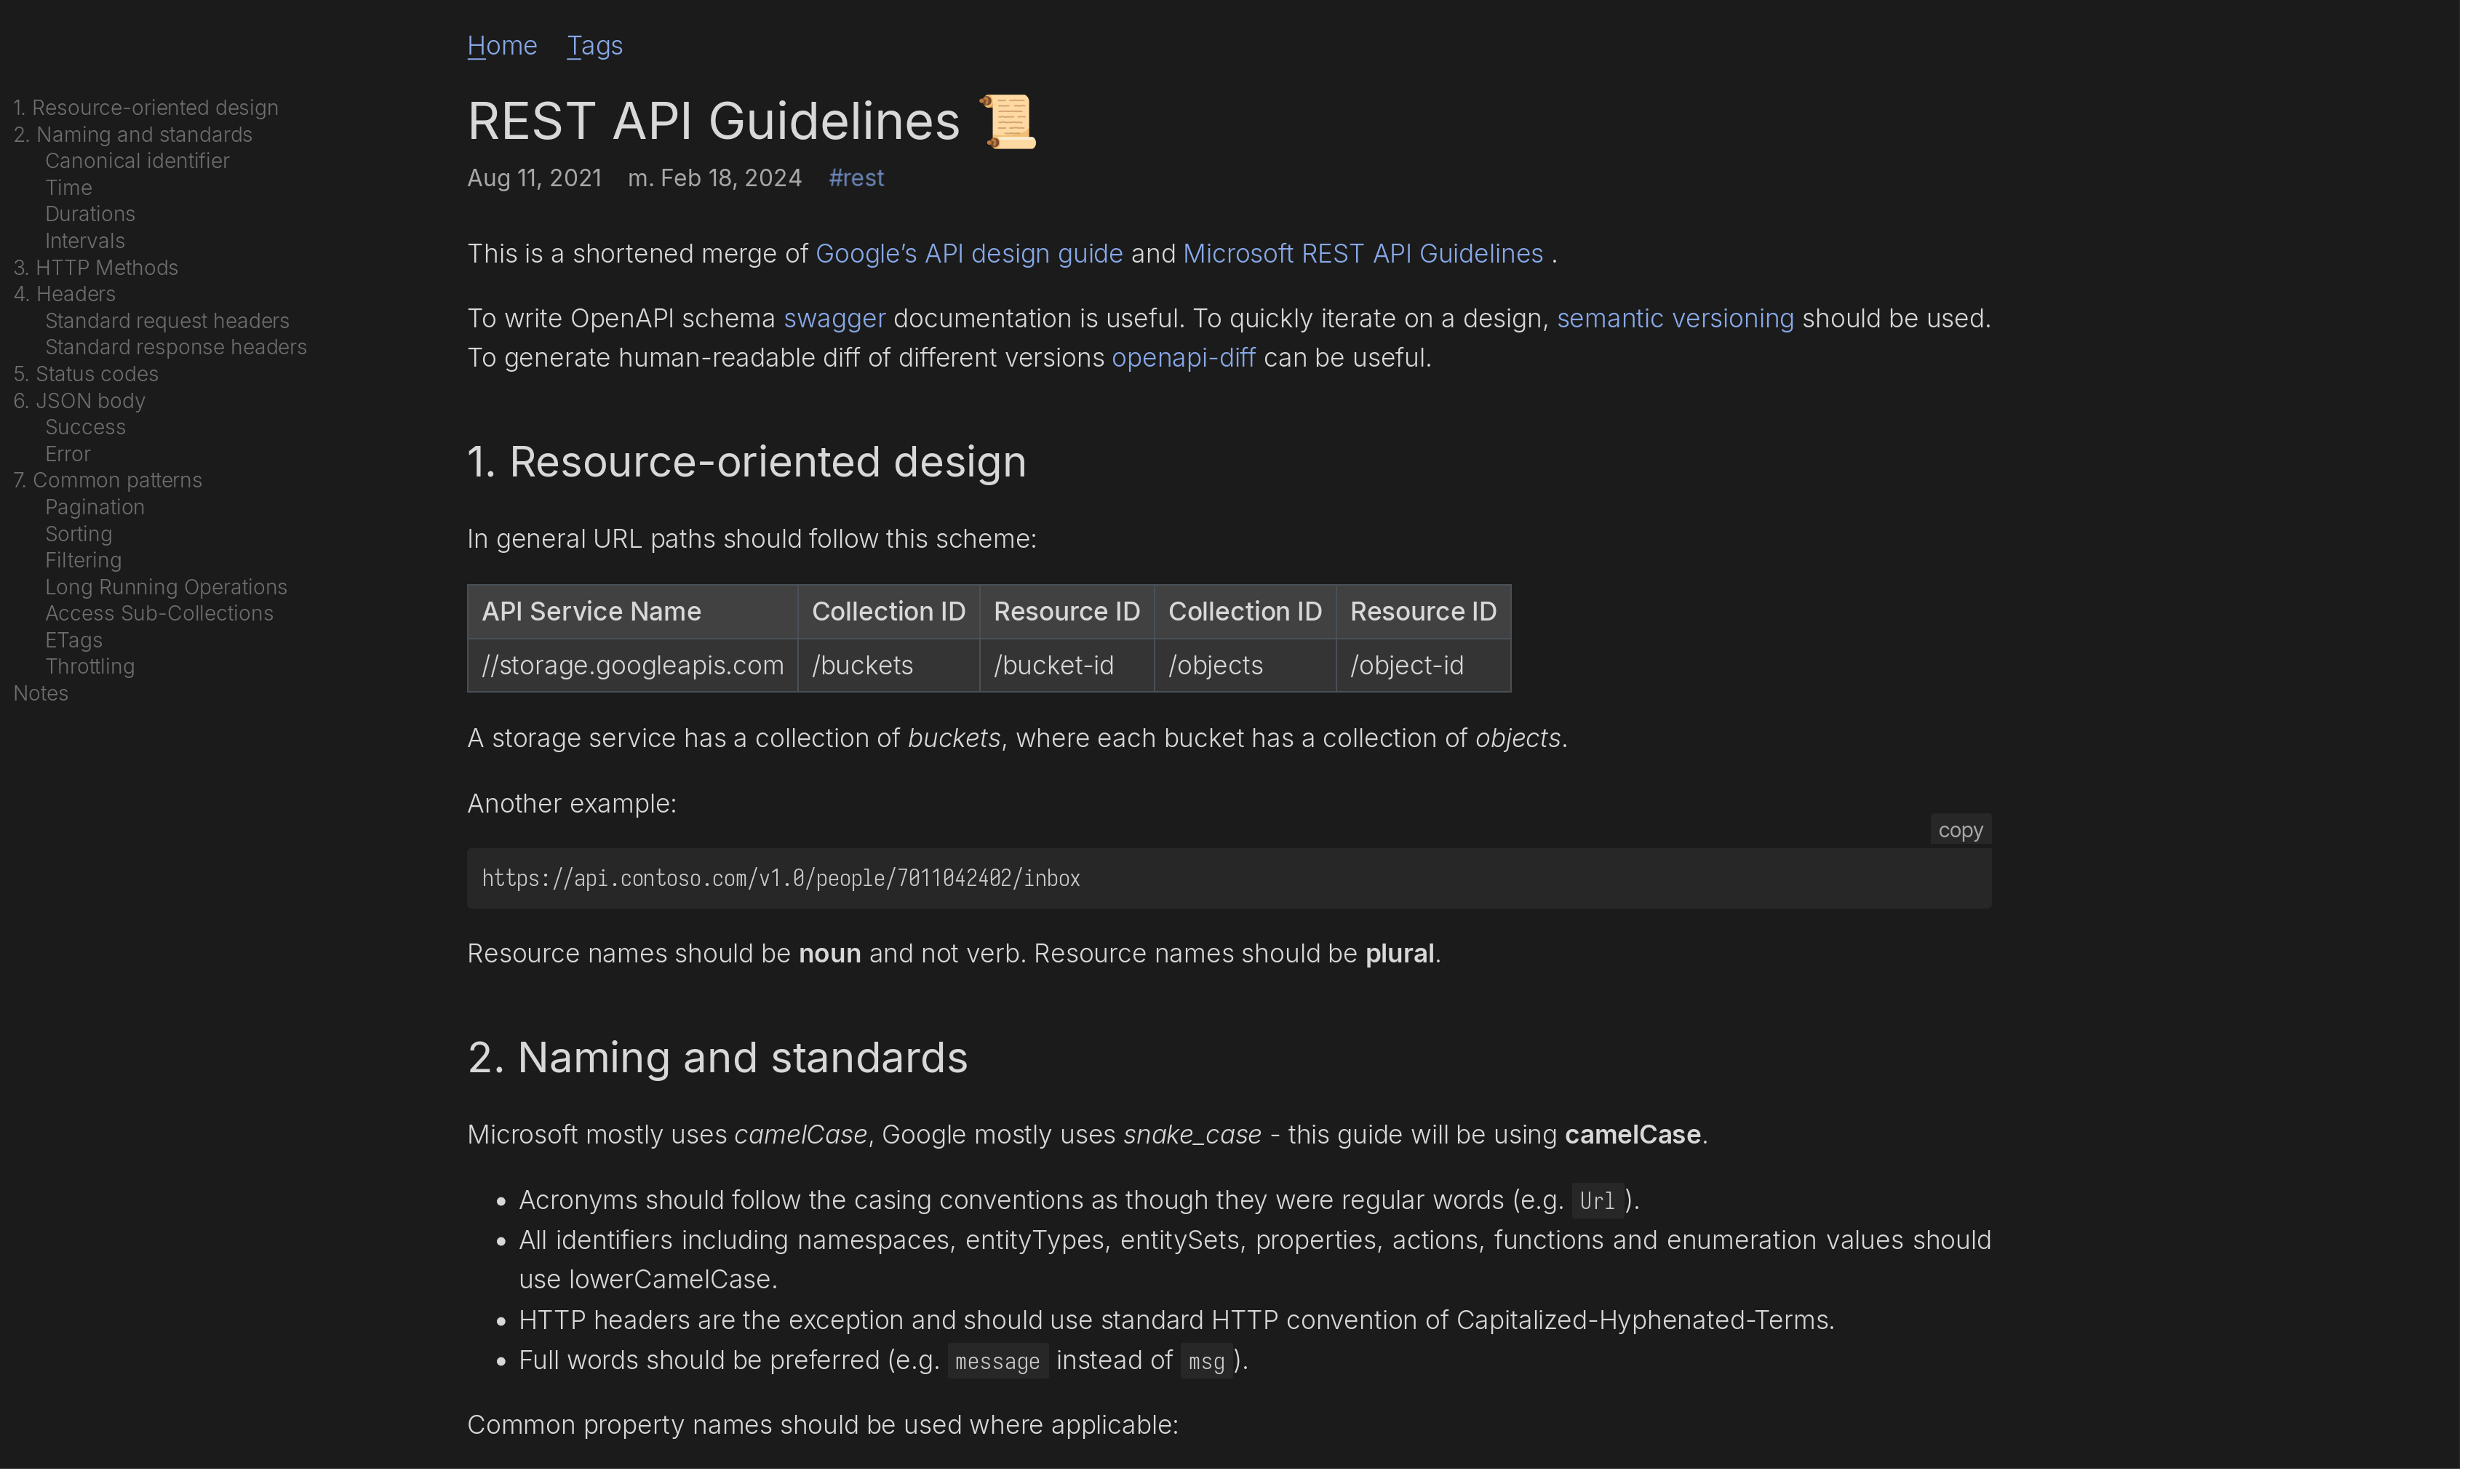 Home Tags
1. Resource-oriented design
2. Naming and standards
Canonical identifier
Time
Durations
Intervals
3. HTTP Methods
4. Headers
Standard request headers
Standard response headers
5. Status codes
6. JSON body
Success
Error
7. Common patterns
Pagination
Sorting
Filtering
Long Running Operations
Access Sub-Collections
ETags
Throttling
Notes
REST API Guidelines 📜
Aug 11, 2021 m. Feb 18, 2024 #rest
This is a shortened merge of Google’s API design guide and Microsoft REST API Guidelines .
To write OpenAPI schema swagger documentation is useful. To quickly iterate on a design, semantic versioning should be used.
To generate human-readable diff of different versions openapi-diff can be useful.
1. Resource-oriented design
In general URL paths should follow this scheme:
API Service Name Collection ID Resource ID Collection ID Resource ID
//storage.googleapis.com /buckets /bucket-id /objects /object-id
A storage service has a collection of buckets, where each bucket has a collection of objects.
Another example:
copy
https://api.contoso.com/v1.0/people/7011042402/inbox
Resource names should be noun and not verb. Resource names should be plural.
2. Naming and standards
Microsoft mostly uses camelCase, Google mostly uses snake_case - this guide will be using camelCase.
• Acronyms should follow the casing conventions as though they were regular words (e.g. Url ).
• All identifiers including namespaces, entityTypes, entitySets, properties, actions, functions and enumeration values should
use lowerCamelCase.
• HTTP headers are the exception and should use standard HTTP convention of Capitalized-Hyphenated-Terms.
• Full words should be preferred (e.g. message instead of msg ).
Common property names should be used where applicable: